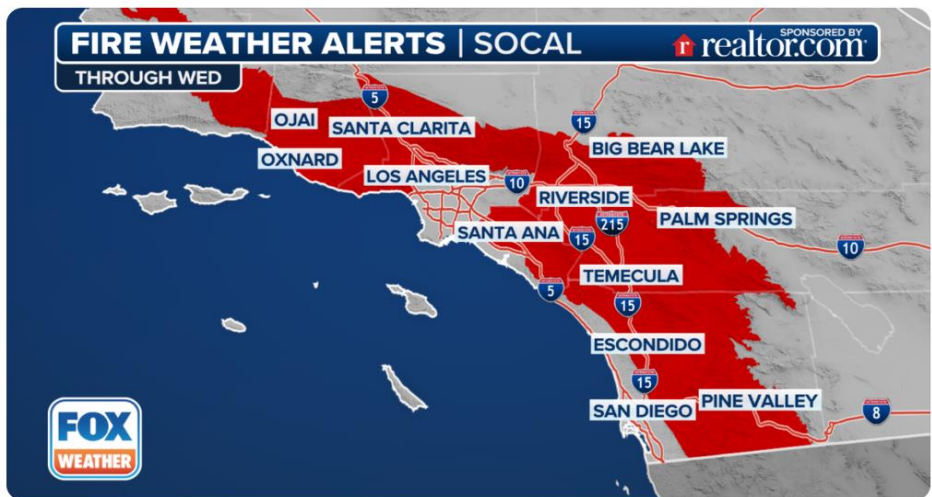 FIRE WEATHER ALERTS | SOCAL
SPONSORED BY
r realtor.com
THROUGH WED
5
OJAI
SANTA CLARITA
15
BIG BEAR LAKE
OXNARD
LOS ANGELES
10
RIVERSIDE
PALM SPRINGS
215
SANTA ANA
15
10
TEMECULA
5
15
ESCONDIDO
15
SAN DIEGO
PINE VALLEY
8
FOX
WEATHER